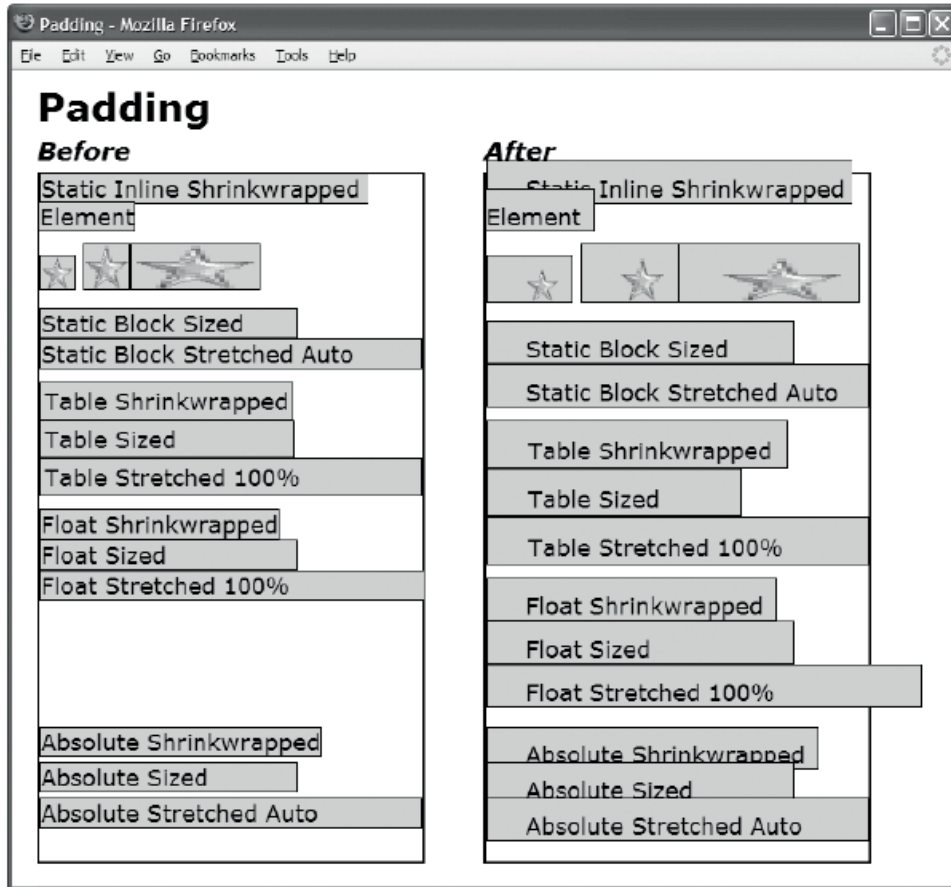 Padding - Mozilla Firefox
File Edit View Go Bookmarks Tools Help
Padding
Before
Static Inline Shrinkwrapped
Element
Static Block Sized
Static Block Stretched Auto
Table Shrinkwrapped
Table Sized
Table Stretched 100%
Float Shrinkwrapped
Float Sized
Float Stretched 100%
Absolute Shrinkwrapped
Absolute Sized
Absolute Stretched Auto
After
Static Inline Shrinkwrapped
Element
Static Block Sized
Static Block Stretched Auto
Table Shrinkwrapped
Table Sized
Table Stretched 100%
Float Shrinkwrapped
Float Sized
Float Stretched 100%
Absolute Shrinkwrapped
Absolute Sized
Absolute Stretched Auto